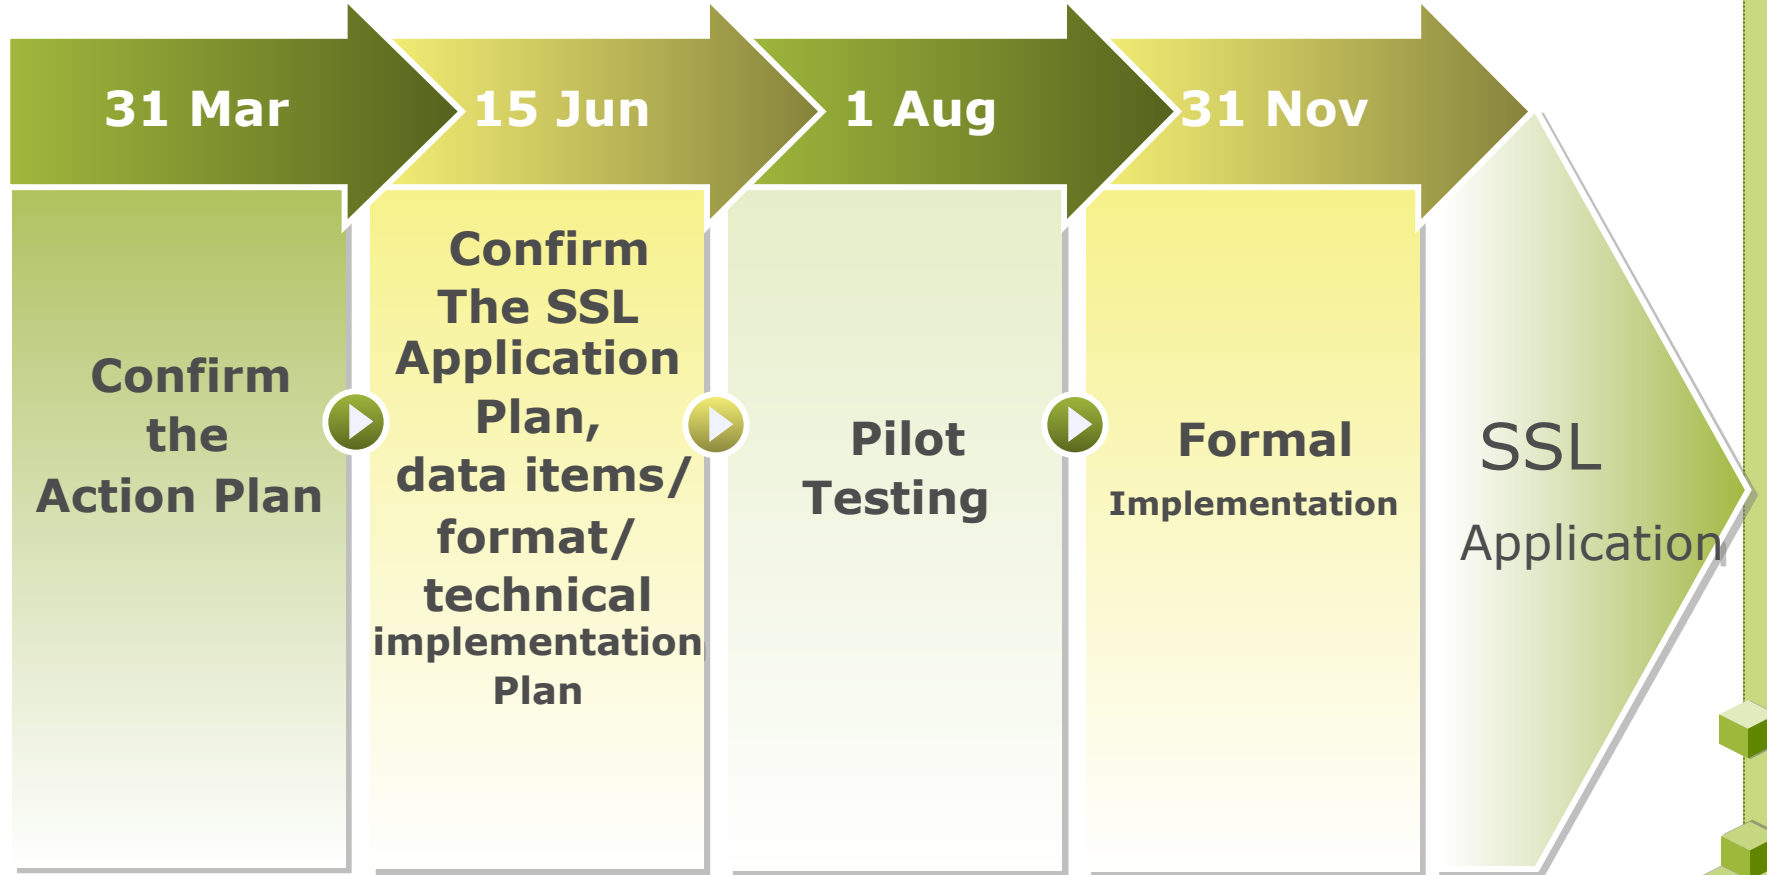 31 Mar
15 Jun
1 Aug
31 Nov
Confirm
the
Action Plan
Confirm
The SSL
Application
Plan,
data items/
format/
technical
implementation
Plan
Pilot
Testing
Formal
Implementation
SSL
Application